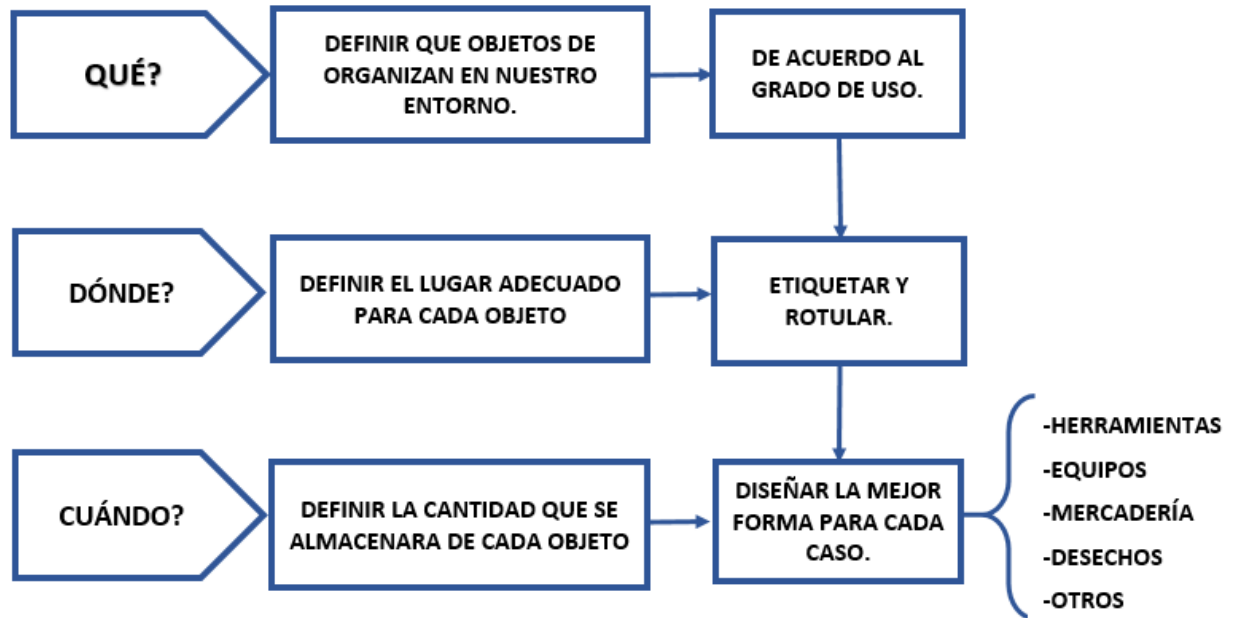 QUÉ?
DEFINIR QUE OBJETOS DE
ORGANIZAN EN NUESTRO
ENTORNO.
DE ACUERDO AL
GRADO DE USO.
DÓNDE?
DEFINIR EL LUGAR ADECUADO
PARA CADA OBJETO
ETIQUETAR Y
ROTULAR.
CUÁNDO?
DEFINIR LA CANTIDAD QUE SE
ALMACENARA DE CADA OBJETO
DISEÑAR LA MEJOR
FORMA PARA CADA
CASO.
-HERRAMIENTAS
-EQUIPOS
-MERCADERÍA
-DESECHOS
-OTROS